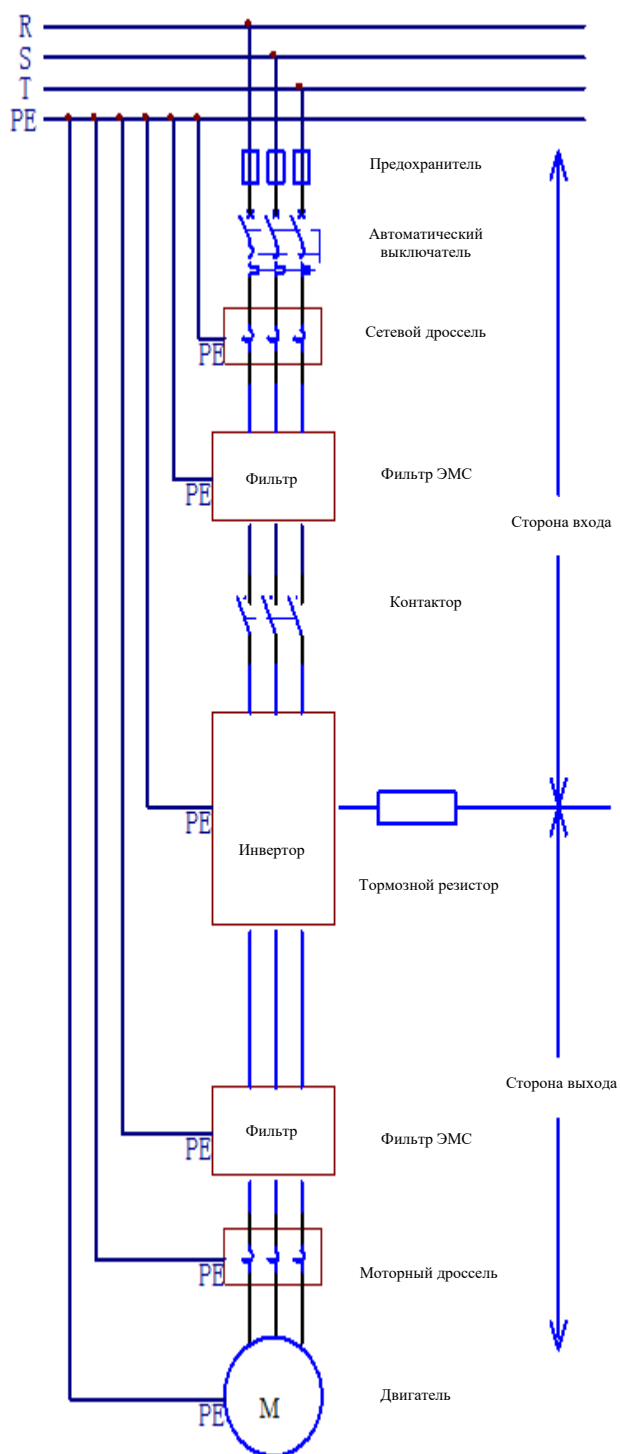 R
S
T
PE
Предохранитель
Автоматический
выключатель
Сетевой дроссель
PE
Фильтр
Фильтр ЭМС
PE
Сторона входа
Контактор
PE
Инвертор
Тормозной резистор
Сторона выхода
Фильтр
Фильтр ЭМС
PE
PE
Моторный дроссель
Двигатель
M
PE